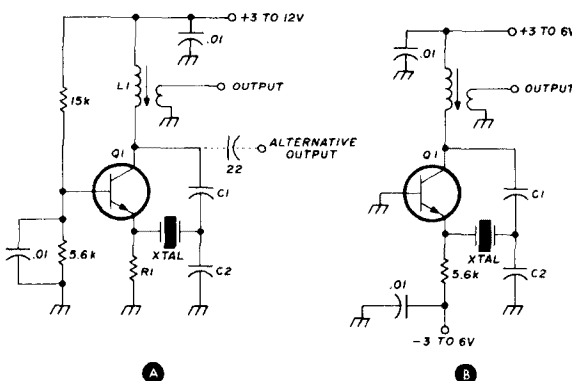 +3 TO 12V
.01
L1
OUTPUT
15k
Q1
ALTERNATIVE
OUTPUT
22
C1
.01
5.6k
XTAL
R1
C2
A
+3 TO 6V
.01
OUTPUT
Q1
C1
XTAL
5.6k
C2
.01
-3 TO 6V
B